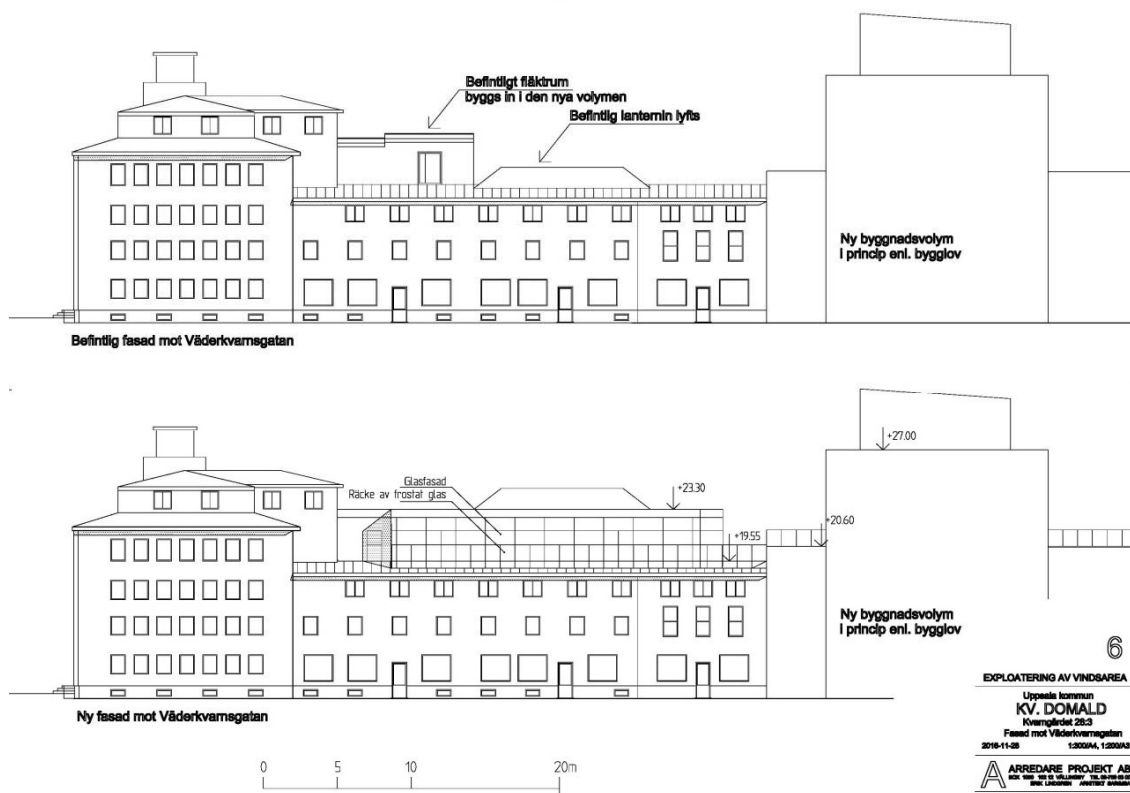 Befintligt fläktrum
byggs in i den nya volymen
Befintlig lanternin lyfts
Ny byggnadsvolym
i princip enl. bygglov
Befintlig fasad mot Väderkvarnsgatan
+27.00
Glasfasad
Räcke av frostat glas
+23.30
+20.60
+19.55
Ny byggnadsvolym
i princip enl. bygglov
Ny fasad mot Väderkvarnsgatan
0 5 10 20m
6
EXPLOATERING AV VINDSAREA
Uppsala kommun
KV. DOMALD
Kvarngärdet 28:3
Fasad mot Väderkvarnsgatan
2016-11-28 1:300/A4, 1:200/A3
A ARREDARE PROJEKT AB
ERIK LINDGREN ARKITEKT